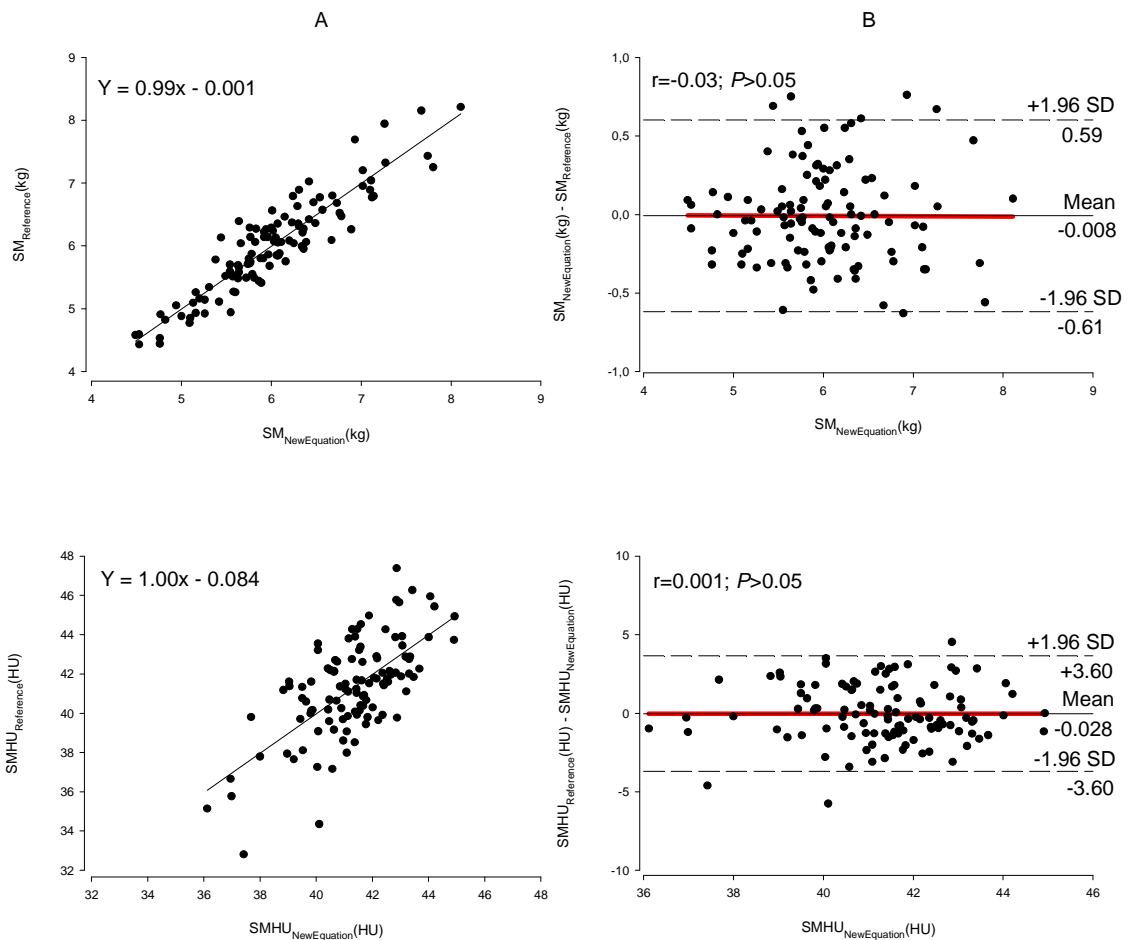 A
B
Y = 0.99x - 0.001
9
8
7
6
5
4
SM_Reference(kg)
4 5 6 7 8 9
SM_NewEquation(kg)
r=-0.03; P>0.05
1,0
0,5
0,0
-0,5
-1,0
SM_NewEquation(kg) - SM_Reference(kg)
+1.96 SD
0.59
Mean
-0.008
-1.96 SD
-0.61
4 5 6 7 8 9
SM_NewEquation(kg)
Y = 1.00x - 0.084
48
46
44
42
40
38
36
34
32
SMHU_Reference(HU)
32 34 36 38 40 42 44 46 48
SMHU_NewEquation(HU)
r=0.001; P>0.05
10
5
0
-5
-10
SMHU_Reference(HU) - SMHU_NewEquation(HU)
+1.96 SD
+3.60
Mean
-0.028
-1.96 SD
-3.60
36 38 40 42 44 46
SMHU_NewEquation(HU)